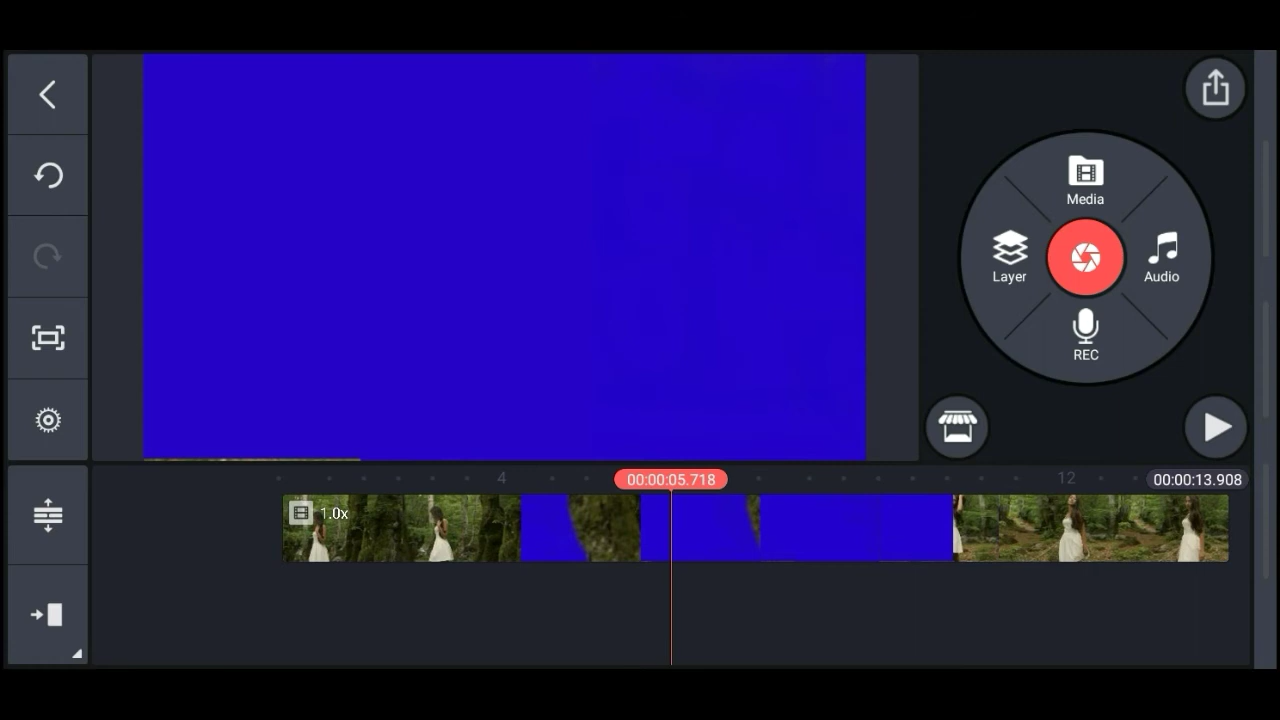 Media
Layer
Audio
REC
4
00:00:05.718
12
00:00:13.908
1.0x